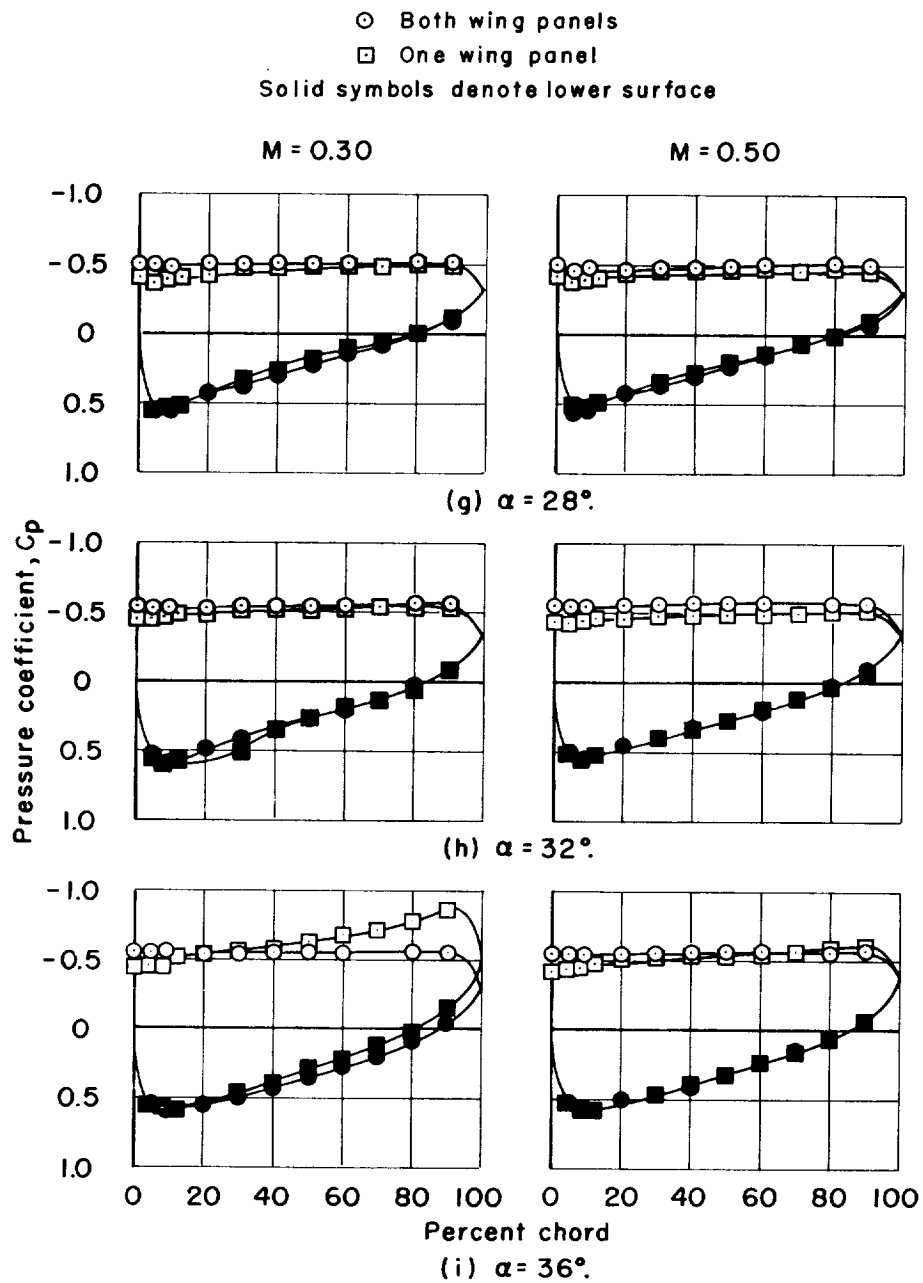 ⊙ Both wing panels
⊡ One wing panel
Solid symbols denote lower surface
M = 0.30 M = 0.50
-1.0
-0.5
0
0.5
1.0
(g) α = 28°.
Pressure coefficient, Cp
-1.0
-0.5
0
0.5
1.0
(h) α = 32°.
-1.0
-0.5
0
0.5
1.0
0 20 40 60 80 100 0 20 40 60 80 100
Percent chord
(i) α = 36°.